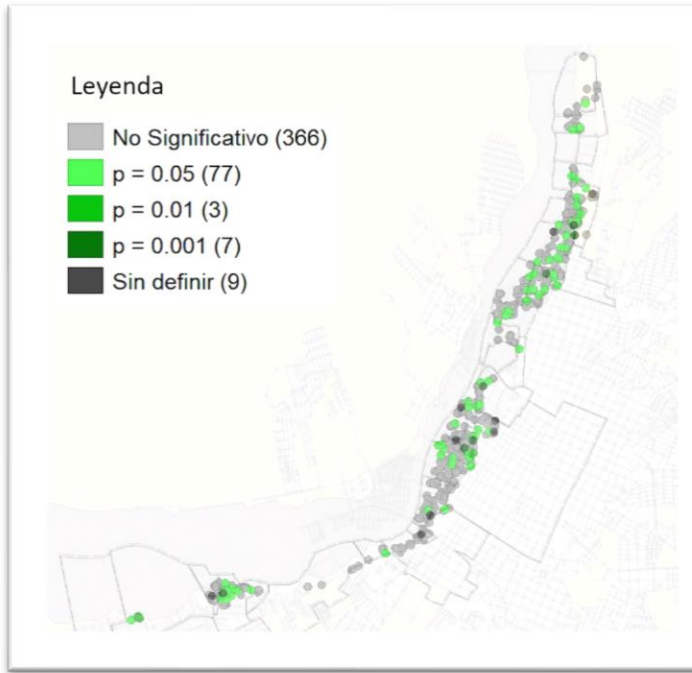 Leyenda
No Significativo (366)
p = 0.05 (77)
p = 0.01 (3)
p = 0.001 (7)
Sin definir (9)